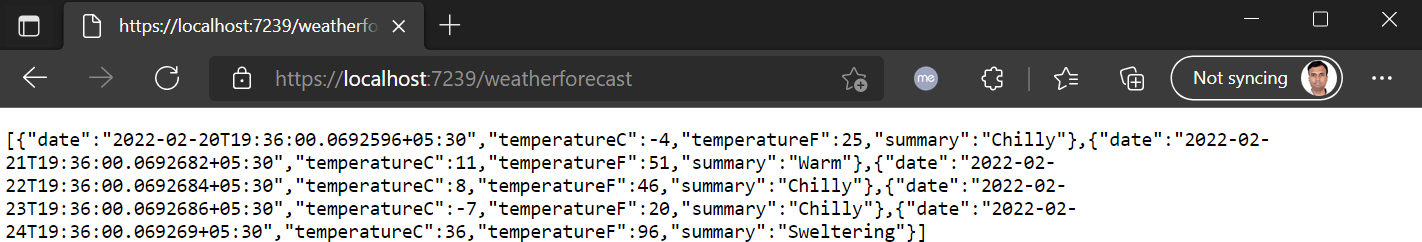 https://localhost:7239/weatherfo
https://localhost:7239/weatherforecast
me
Not syncing
[{"date":"2022-02-20T19:36:00.0692596+05:30","temperatureC":-4,"temperatureF":25,"summary":"Chilly"},{"date":"2022-02-
21T19:36:00.0692682+05:30","temperatureC":11,"temperatureF":51,"summary":"Warm"},{"date":"2022-02-
22T19:36:00.0692684+05:30","temperatureC":8,"temperatureF":46,"summary":"Chilly"},{"date":"2022-02-
23T19:36:00.0692686+05:30","temperatureC":-7,"temperatureF":20,"summary":"Chilly"},{"date":"2022-02-
24T19:36:00.069269+05:30","temperatureC":36,"temperatureF":96,"summary":"Sweltering"}]